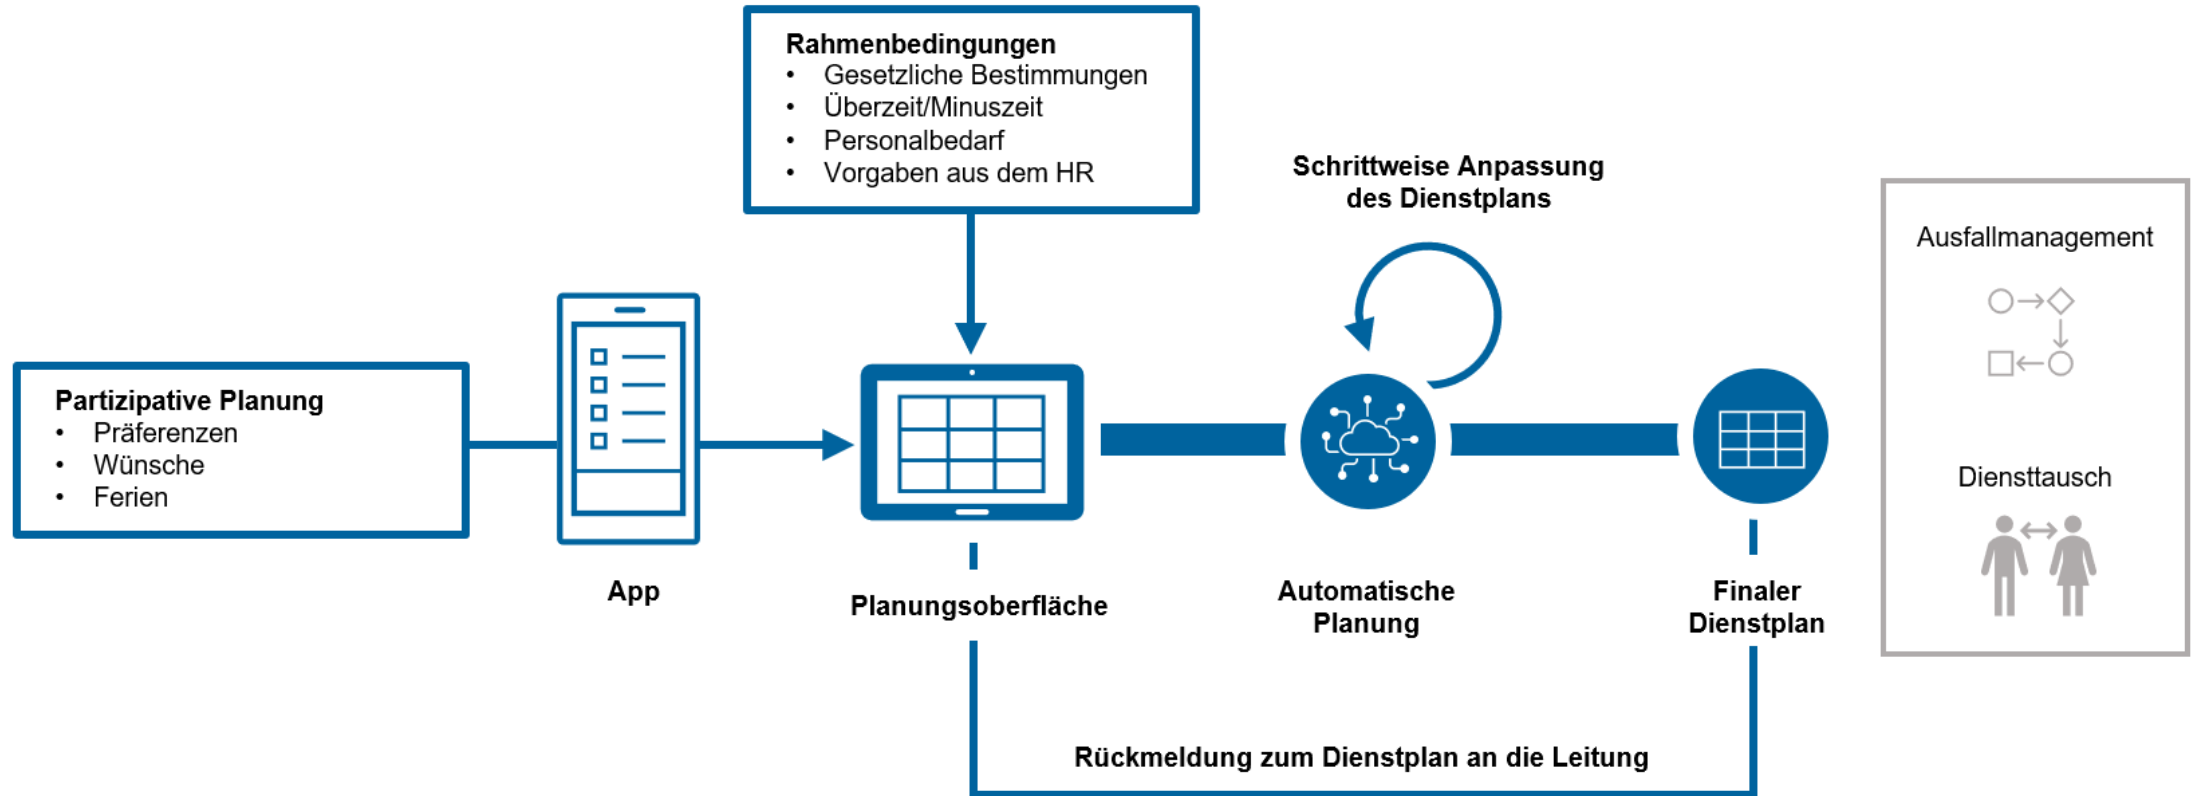 Rahmenbedingungen
• Gesetzliche Bestimmungen
• Überzeit/Minuszeit
• Personalbedarf
• Vorgaben aus dem HR
Schrittweise Anpassung
des Dienstplans
Ausfallmanagement
Partizipative Planung
• Präferenzen
• Wünsche
• Ferien
Diensttausch
App
Planungsoberfläche
Automatische
Planung
Finaler
Dienstplan
Rückmeldung zum Dienstplan an die Leitung